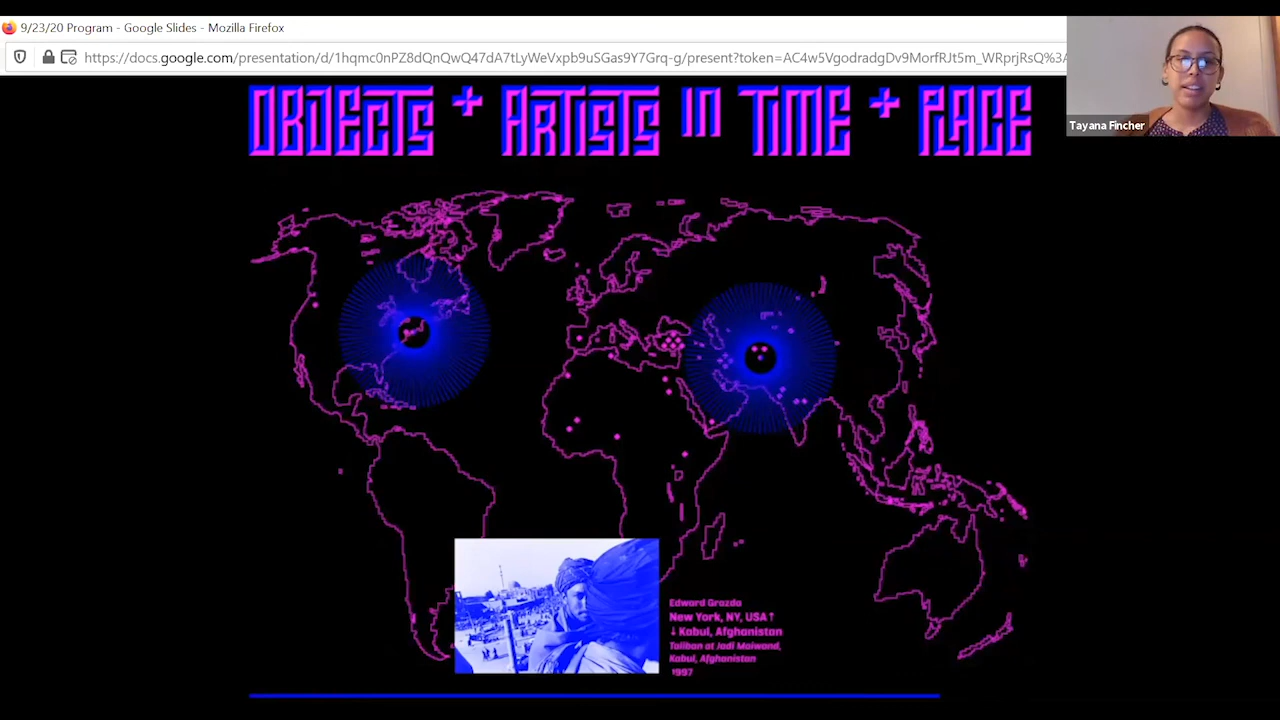 9/23/20 Program - Google Slides - Mozilla Firefox
https://docs.google.com/presentation/d/1hqmc0nPZ8dQnQwQ47dA7tLyWeVxpb9uSGas9Y7Grq-g/present?token=AC4w5VgodradgDv9MorfRJt5m_WRprjRsQ%3A
Tayana Fincher
OBJECTS + ARTISTS IN TIME + PLACE
Edward Grazda
New York, NY, USA↑
↓Kabul, Afghanistan
Taliban at Jadi Maiwand,
Kabul, Afghanistan
1997